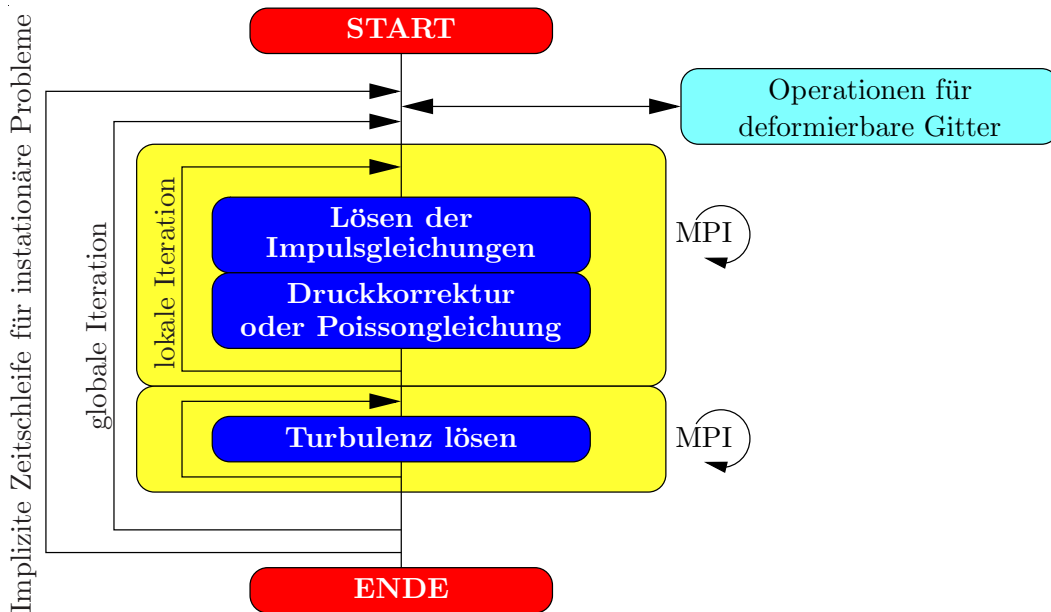 START
Operationen für
deformierbare Gitter
Implizite Zeitschleife für instationäre Probleme
globale Iteration
lokale Iteration
Lösen der
Impulsgleichungen
MPI
Druckkorrektur
oder Poissongleichung
Turbulenz lösen
MPI
ENDE